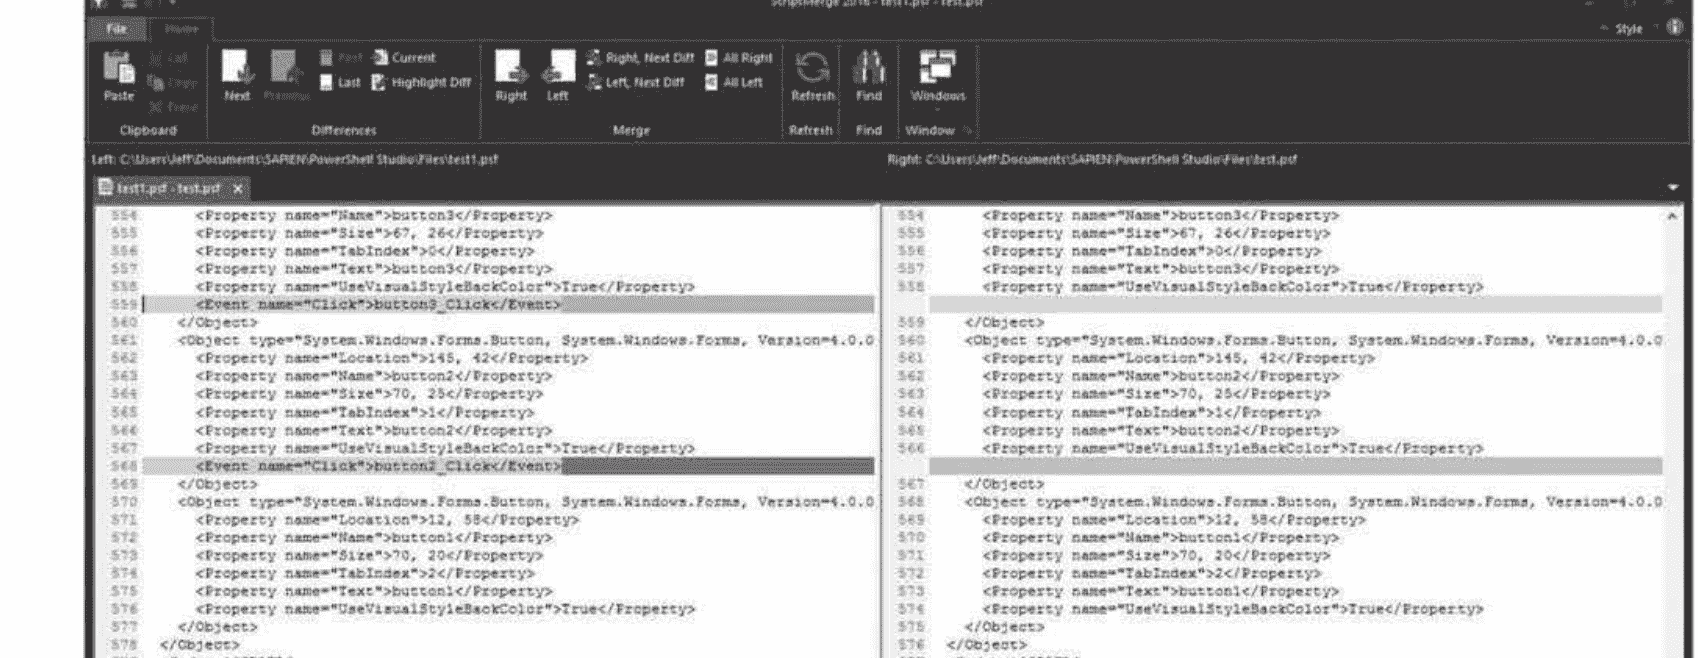 ScriptMerge 2016 - test1.psf - test.psf
File Home Style
Paste Cut Copy Erase
Next Previous First Last Current Highlight Diff
Right Left Right, Next Diff Left, Next Diff All Right All Left
Refresh Find Windows
Clipboard Differences Merge Refresh Find Window
Left: C:\Users\Jeff\Documents\SAPIEN\PowerShell Studio\Files\test1.psf
Right: C:\Users\Jeff\Documents\SAPIEN\PowerShell Studio\Files\test.psf
test1.psf - test.psf X
554 <Property name="Name">button3</Property>
555 <Property name="Size">67, 26</Property>
556 <Property name="TabIndex">0</Property>
557 <Property name="Text">button3</Property>
558 <Property name="UseVisualStyleBackColor">True</Property>
559 <Event name="Click">button3_Click</Event>
560 </Object>
561 <Object type="System.Windows.Forms.Button, System.Windows.Forms, Version=4.0.0
562 <Property name="Location">145, 42</Property>
563 <Property name="Name">button2</Property>
564 <Property name="Size">70, 25</Property>
565 <Property name="TabIndex">1</Property>
566 <Property name="Text">button2</Property>
567 <Property name="UseVisualStyleBackColor">True</Property>
568 <Event name="Click">button2_Click</Event>
569 </Object>
570 <Object type="System.Windows.Forms.Button, System.Windows.Forms, Version=4.0.0
571 <Property name="Location">12, 58</Property>
572 <Property name="Name">button1</Property>
573 <Property name="Size">70, 20</Property>
574 <Property name="TabIndex">2</Property>
575 <Property name="Text">button1</Property>
576 <Property name="UseVisualStyleBackColor">True</Property>
577 </Object>
578 </Object>
554 <Property name="Name">button3</Property>
555 <Property name="Size">67, 26</Property>
556 <Property name="TabIndex">0</Property>
557 <Property name="Text">button3</Property>
558 <Property name="UseVisualStyleBackColor">True</Property>
559 </Object>
560 <Object type="System.Windows.Forms.Button, System.Windows.Forms, Version=4.0.0
561 <Property name="Location">145, 42</Property>
562 <Property name="Name">button2</Property>
563 <Property name="Size">70, 25</Property>
564 <Property name="TabIndex">1</Property>
565 <Property name="Text">button2</Property>
566 <Property name="UseVisualStyleBackColor">True</Property>
567 </Object>
568 <Object type="System.Windows.Forms.Button, System.Windows.Forms, Version=4.0.0
569 <Property name="Location">12, 58</Property>
570 <Property name="Name">button1</Property>
571 <Property name="Size">70, 20</Property>
572 <Property name="TabIndex">2</Property>
573 <Property name="Text">button1</Property>
574 <Property name="UseVisualStyleBackColor">True</Property>
575 </Object>
576 </Object>